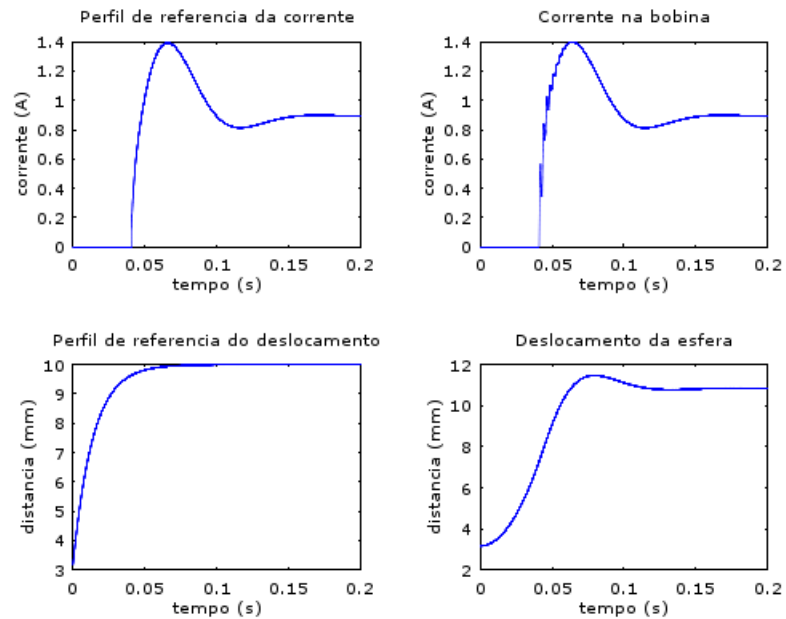 Perfil de referencia da corrente
corrente (A)
1.4
1.2
1
0.8
0.6
0.4
0.2
0
0 0.05 0.1 0.15 0.2
tempo (s)
Corrente na bobina
corrente (A)
1.4
1.2
1
0.8
0.6
0.4
0.2
0
0 0.05 0.1 0.15 0.2
tempo (s)
Perfil de referencia do deslocamento
distancia (mm)
10
9
8
7
6
5
4
3
0 0.05 0.1 0.15 0.2
tempo (s)
Deslocamento da esfera
distancia (mm)
12
10
8
6
4
2
0 0.05 0.1 0.15 0.2
tempo (s)